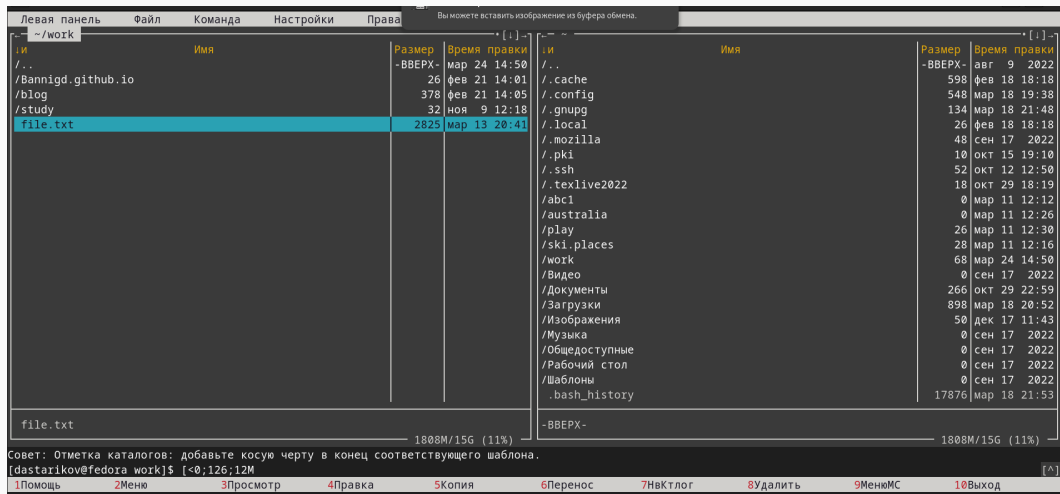 Левая панель Файл Команда Настройки Права
Вы можете вставить изображение из буфера обмена.
~/work
.[↓]
↓и Имя Размер Время правки
/.. -ВВЕРХ- мар 24 14:50
/Bannigd.github.io 26 фев 21 14:01
/blog 378 фев 21 14:05
/study 32 ноя 9 12:18
file.txt 2825 мар 13 20:41
file.txt
1808M/15G (11%)
~
.[↓]
↓и Имя Размер Время правки
/.. -ВВЕРХ- авг 9 2022
/.cache 598 фев 18 18:18
/.config 548 мар 18 19:38
/.gnupg 134 мар 18 21:48
/.local 26 фев 18 18:18
/.mozilla 48 сен 17 2022
/.pki 10 окт 15 19:10
/.ssh 52 окт 12 12:50
/.texlive2022 18 окт 29 18:19
/abc1 0 мар 11 12:12
/australia 0 мар 11 12:26
/play 26 мар 11 12:30
/ski.places 28 мар 11 12:16
/work 68 мар 24 14:50
/Видео 0 сен 17 2022
/Документы 266 окт 29 22:59
/Загрузки 898 мар 18 20:52
/Изображения 50 дек 17 11:43
/Музыка 0 сен 17 2022
/Общедоступные 0 сен 17 2022
/Рабочий стол 0 сен 17 2022
/Шаблоны 0 сен 17 2022
.bash_history 17876 мар 18 21:53
-ВВЕРХ-
1808M/15G (11%)
Совет: Отметка каталогов: добавьте косую черту в конец соответствующего шаблона.
[dastarikov@fedora work]$ [<0;126;12M [^]
1Помощь 2Меню 3Просмотр 4Правка 5Копия 6Перенос 7НвКтлог 8Удалить 9МенюMC 10Выход